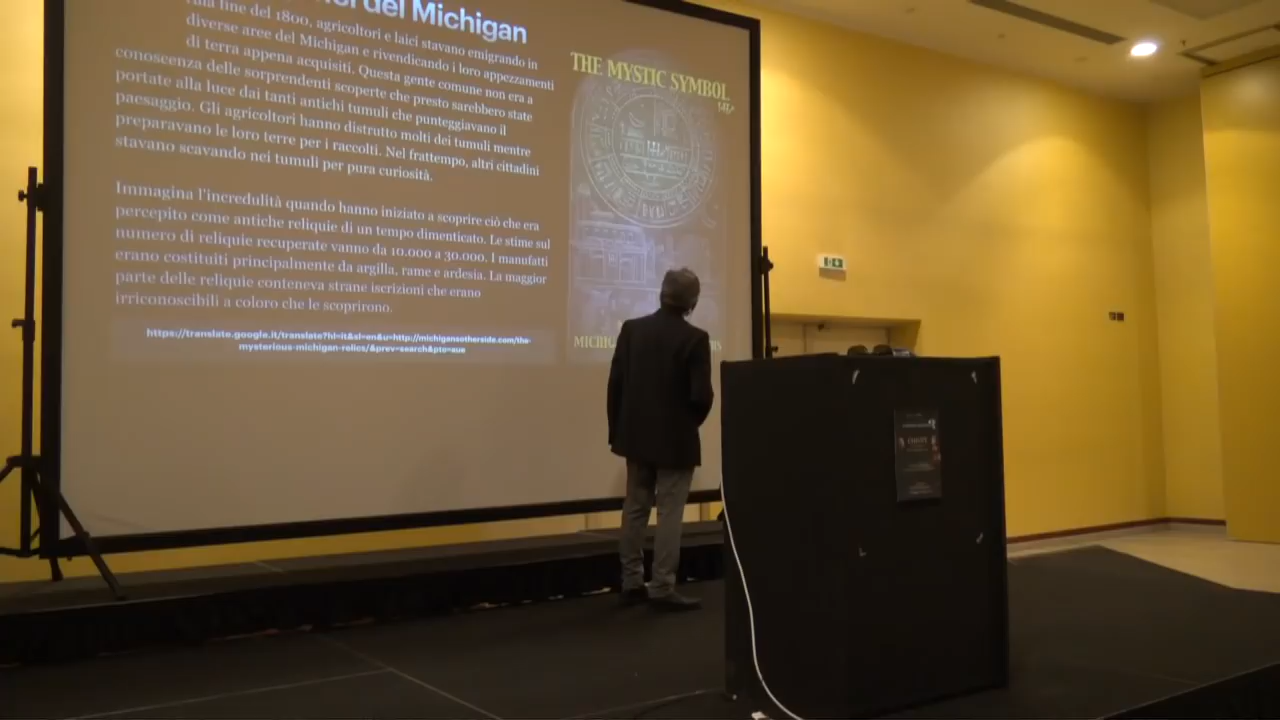 del Michigan
fine del 1800, agricoltori e laici stavano emigrando in
diverse aree del Michigan e rivendicando i loro appezzamenti
di terra appena acquisiti. Questa gente comune non era a
conoscenza delle sorprendenti scoperte che presto sarebbero state
portate alla luce dai tanti antichi tumuli che punteggiavano il
paesaggio. Gli agricoltori hanno distrutto molti dei tumuli mentre
preparavano le loro terre per i raccolti. Nel frattempo, altri cittadini
stavano scavando nei tumuli per pura curiosità.
Immagina l'incredulità quando hanno iniziato a scoprire ciò che era
percepito come antiche reliquie di un tempo dimenticato. Le stime sul
numero di reliquie recuperate vanno da 10.000 a 30.000. I manufatti
erano costituiti principalmente da argilla, rame e ardesia. La maggior
parte delle reliquie conteneva strane iscrizioni che erano
irriconoscibili a coloro che le scoprirono.
https://translate.google.it/translate?hl=it&sl=en&u=http://michigansotherside.com/the-
mysterious-michigan-relics/&prev=search&pto=aue
THE MYSTIC SYMBOL